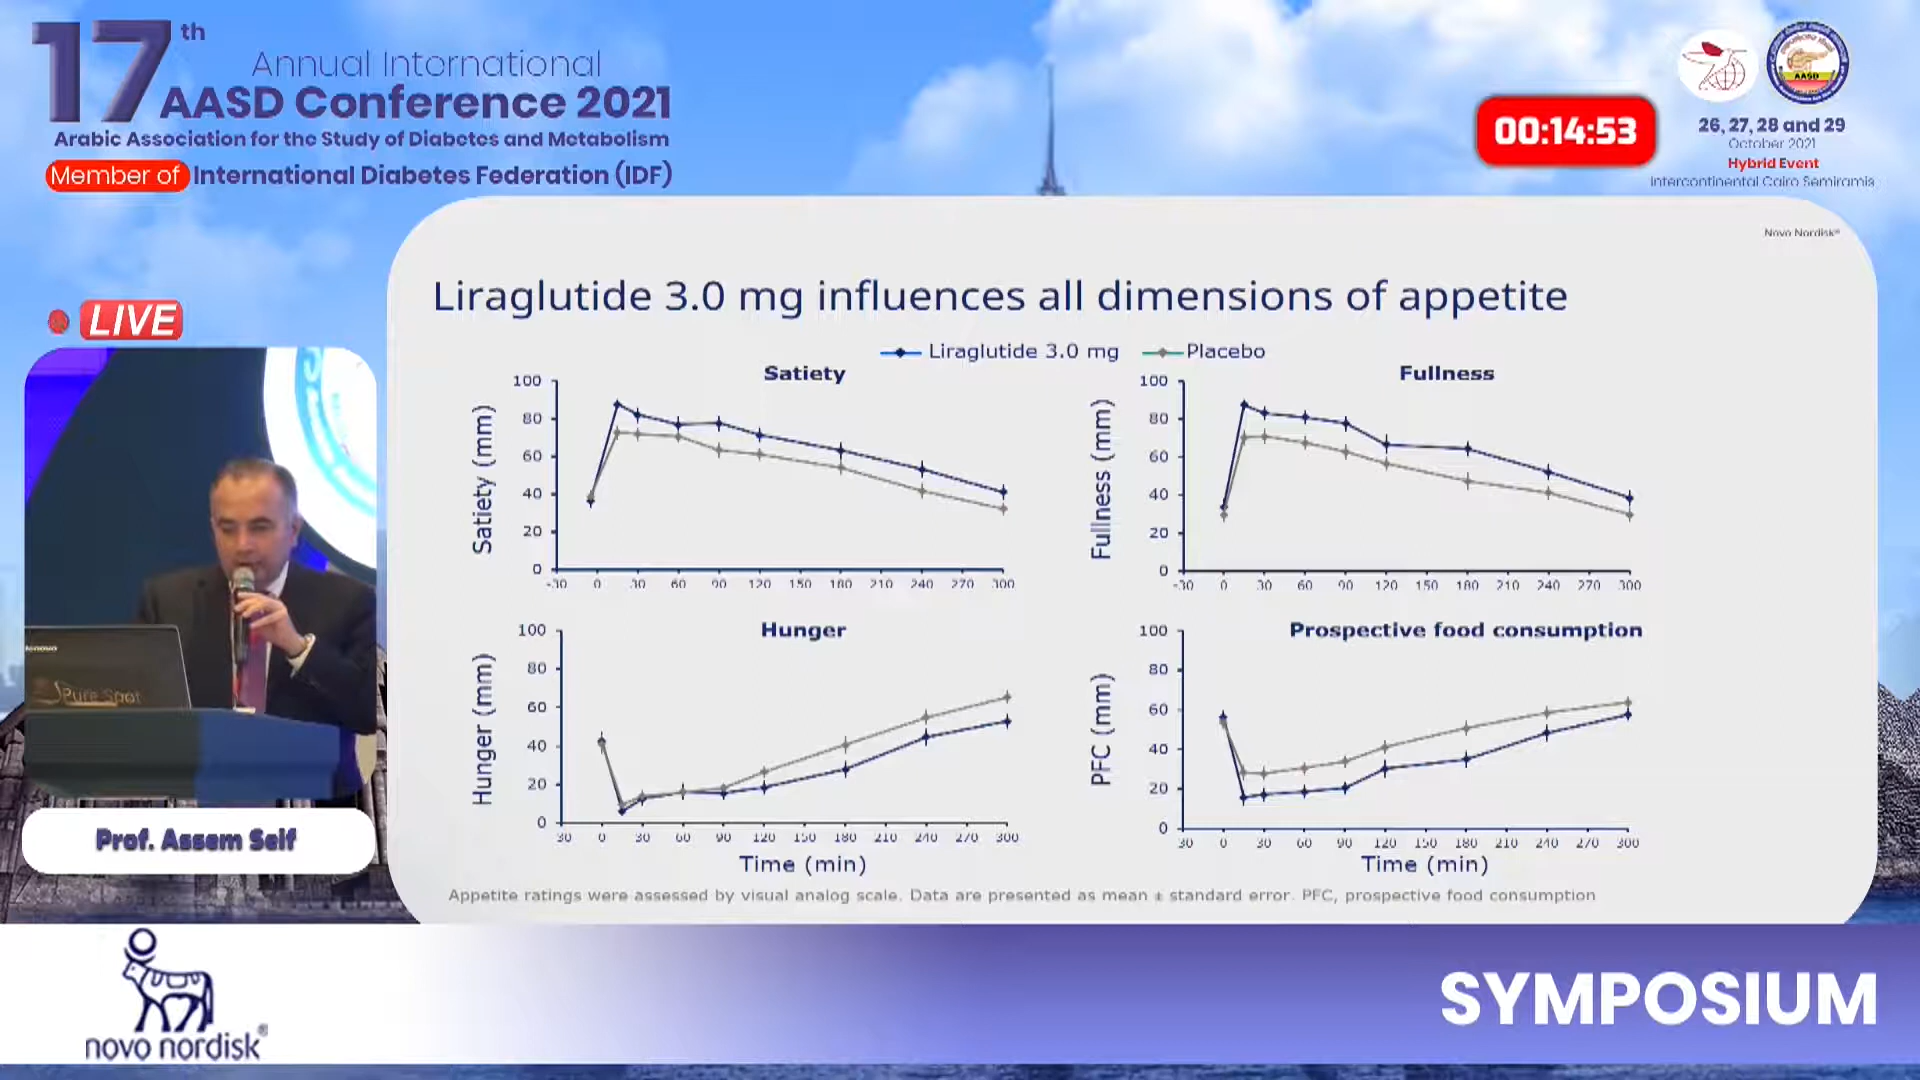 17th
Annual International
AASD Conference 2021
Arabic Association for the Study of Diabetes and Metabolism
Member of International Diabetes Federation (IDF)
00:14:53
AASD
26, 27, 28 and 29
October 2021
Hybrid Event
Intercontinental Cairo Semiramis
LIVE
lenovo
Pure Spot
Prof. Assem Seif
Novo Nordisk®
Liraglutide 3.0 mg influences all dimensions of appetite
Liraglutide 3.0 mg Placebo
Satiety
Satiety (mm)
100
80
60
40
20
0
-30 0 30 60 90 120 150 180 210 240 270 300
Fullness
Fullness (mm)
100
80
60
40
20
0
-30 0 30 60 90 120 150 180 210 240 270 300
Hunger
Hunger (mm)
100
80
60
40
20
0
30 0 30 60 90 120 150 180 210 240 270 300
Time (min)
Prospective food consumption
PFC (mm)
100
80
60
40
20
0
30 0 30 60 90 120 150 180 210 240 270 300
Time (min)
Appetite ratings were assessed by visual analog scale. Data are presented as mean ± standard error. PFC, prospective food consumption
novo nordisk®
SYMPOSIUM